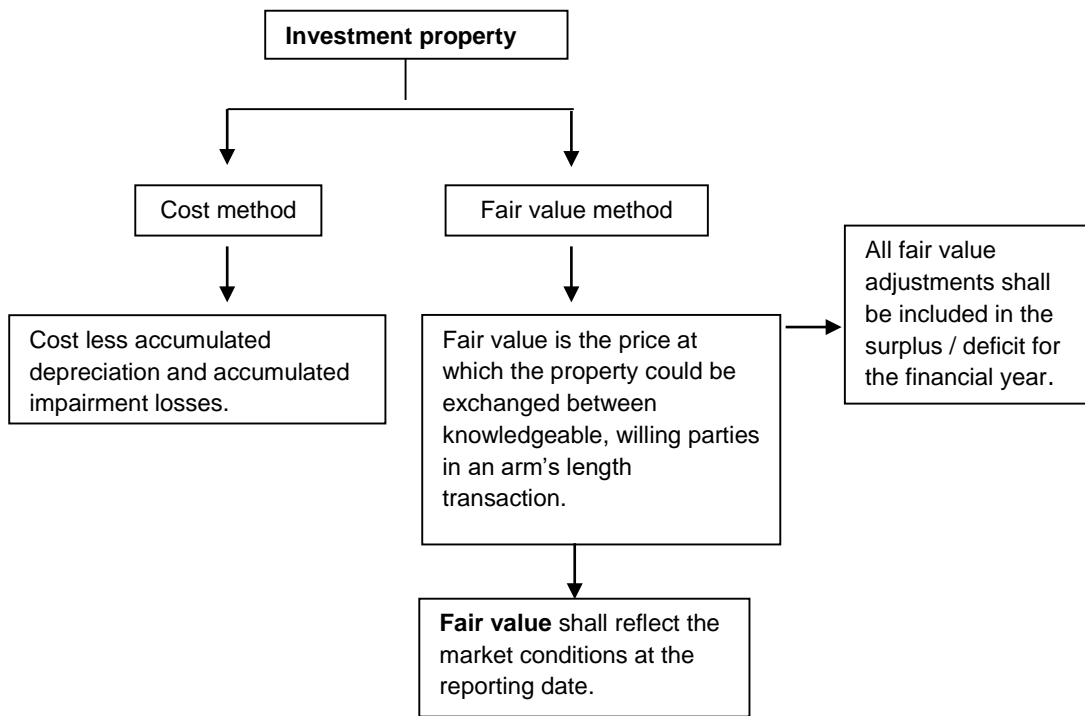 Investment property
Cost method
Fair value method
Cost less accumulated
depreciation and accumulated
impairment losses.
Fair value is the price at
which the property could be
exchanged between
knowledgeable, willing parties
in an arm’s length
transaction.
All fair value
adjustments shall
be included in the
surplus / deficit for
the financial year.
Fair value shall reflect the
market conditions at the
reporting date.